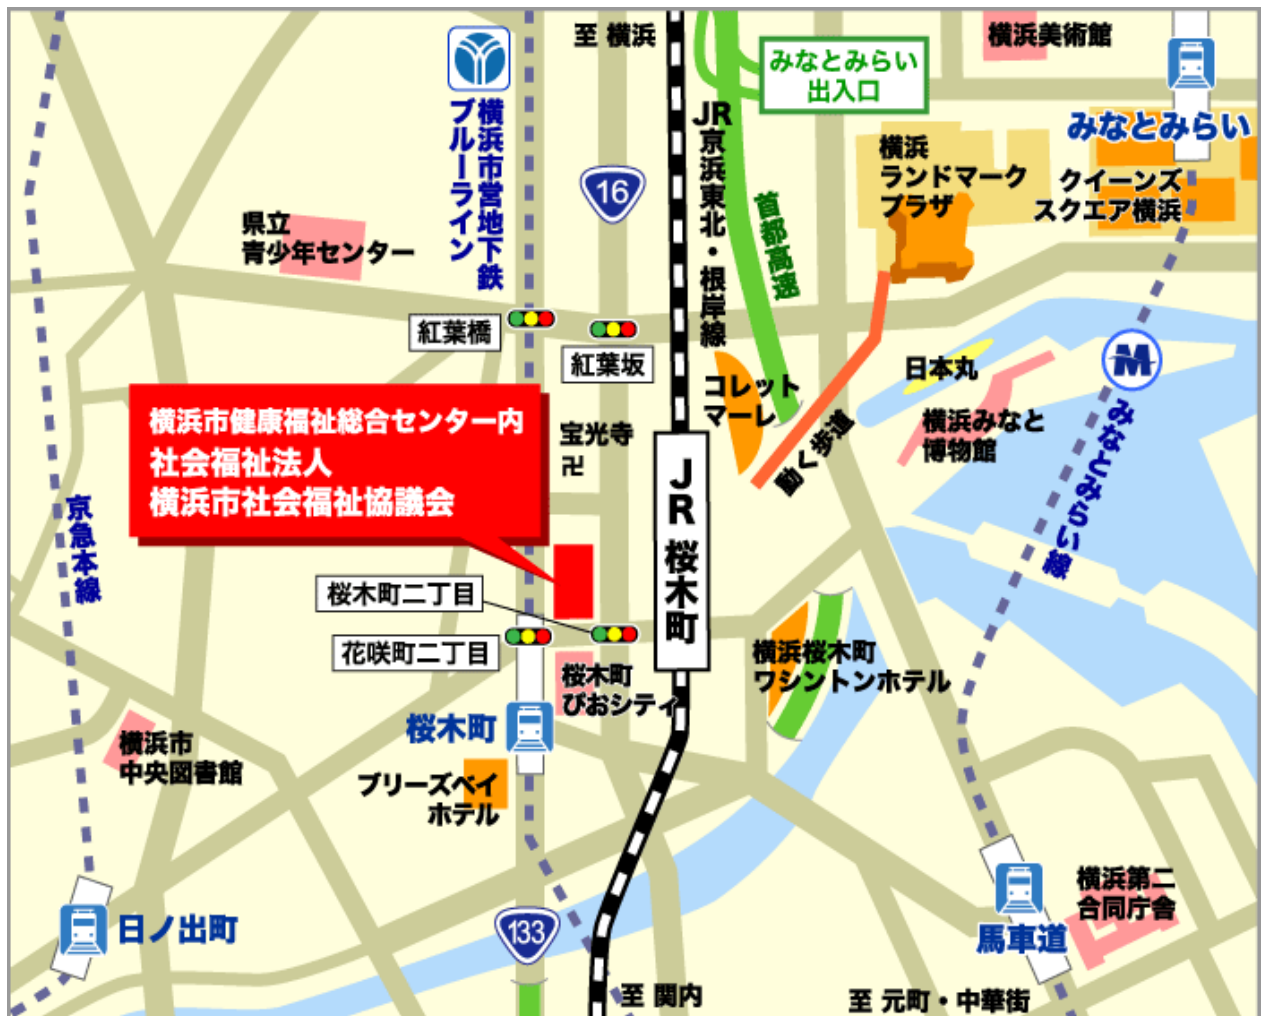 至 横浜
横浜美術館
みなとみらい
出入口
みなとみらい
横浜市営地下鉄
ブルーライン
JR京浜東北・根岸線
16
首都高速
横浜
ランドマーク
プラザ
クイーンズ
スクエア横浜
県立
青少年センター
紅葉橋
紅葉坂
日本丸
コレット
マーレ
動く歩道
横浜みなと
博物館
M
みなとみらい線
横浜市健康福祉総合センター内
社会福祉法人
横浜市社会福祉協議会
宝光寺
卍
JR 桜木町
京急本線
桜木町二丁目
花咲町二丁目
桜木町
ぴおシティ
横浜桜木町
ワシントンホテル
桜木町
横浜市
中央図書館
ブリーズベイ
ホテル
日ノ出町
133
馬車道
横浜第二
合同庁舎
至 関内
至 元町・中華街